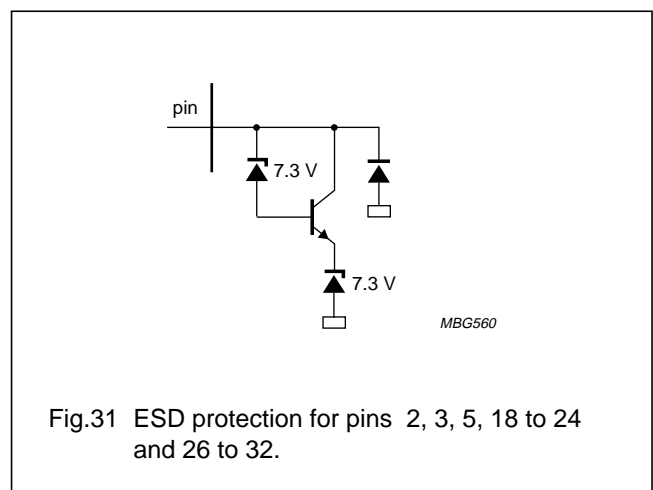 pin
7.3 V
7.3 V
MBG560
Fig.31 ESD protection for pins 2, 3, 5, 18 to 24
and 26 to 32.